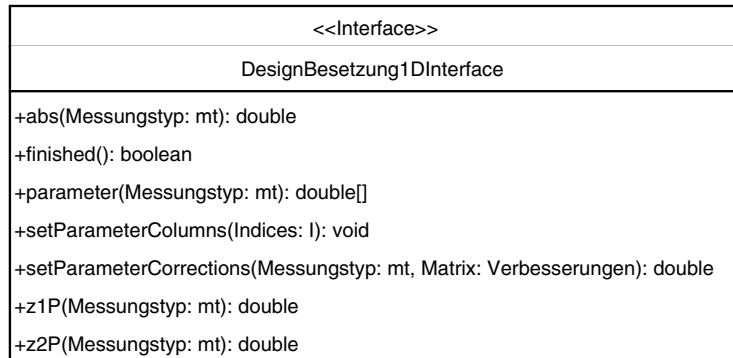 <<Interface>>
DesignBesetzung1DInterface
+abs(Messungstyp: mt): double
+finished(): boolean
+parameter(Messungstyp: mt): double[]
+setParameterColumns(Indices: I): void
+setParameterCorrections(Messungstyp: mt, Matrix: Verbesserungen): double
+z1P(Messungstyp: mt): double
+z2P(Messungstyp: mt): double